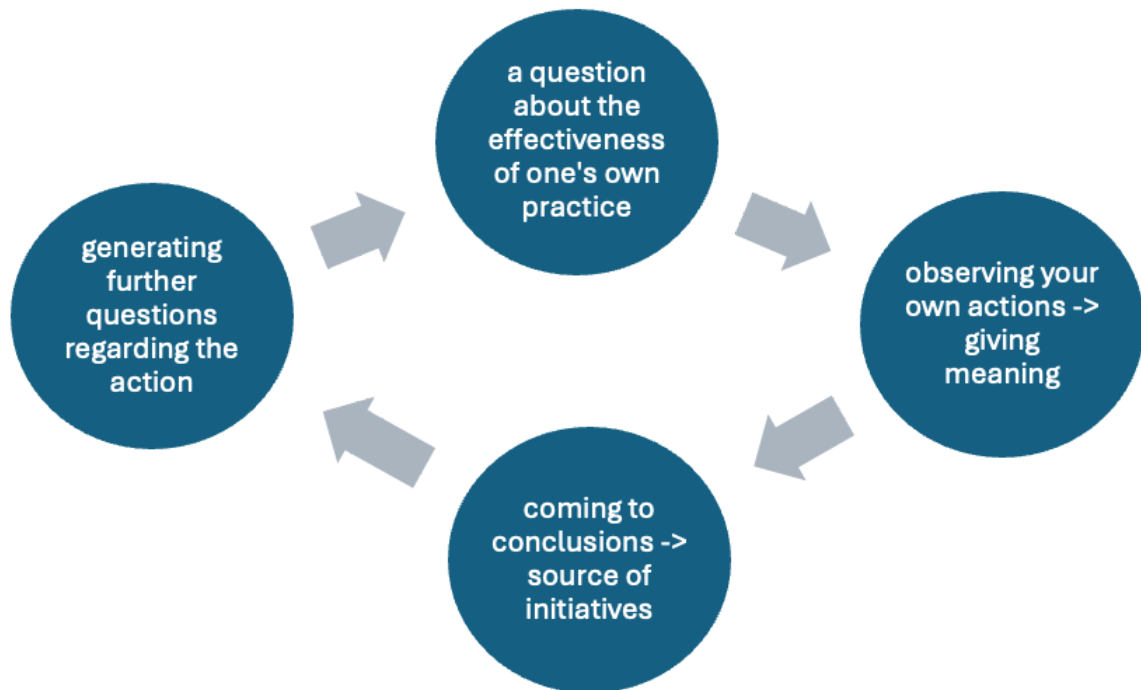 a question
about the
effectiveness
of one's own
practice
observing your
own actions ->
giving
meaning
coming to
conclusions ->
source of
initiatives
generating
further
questions
regarding the
action